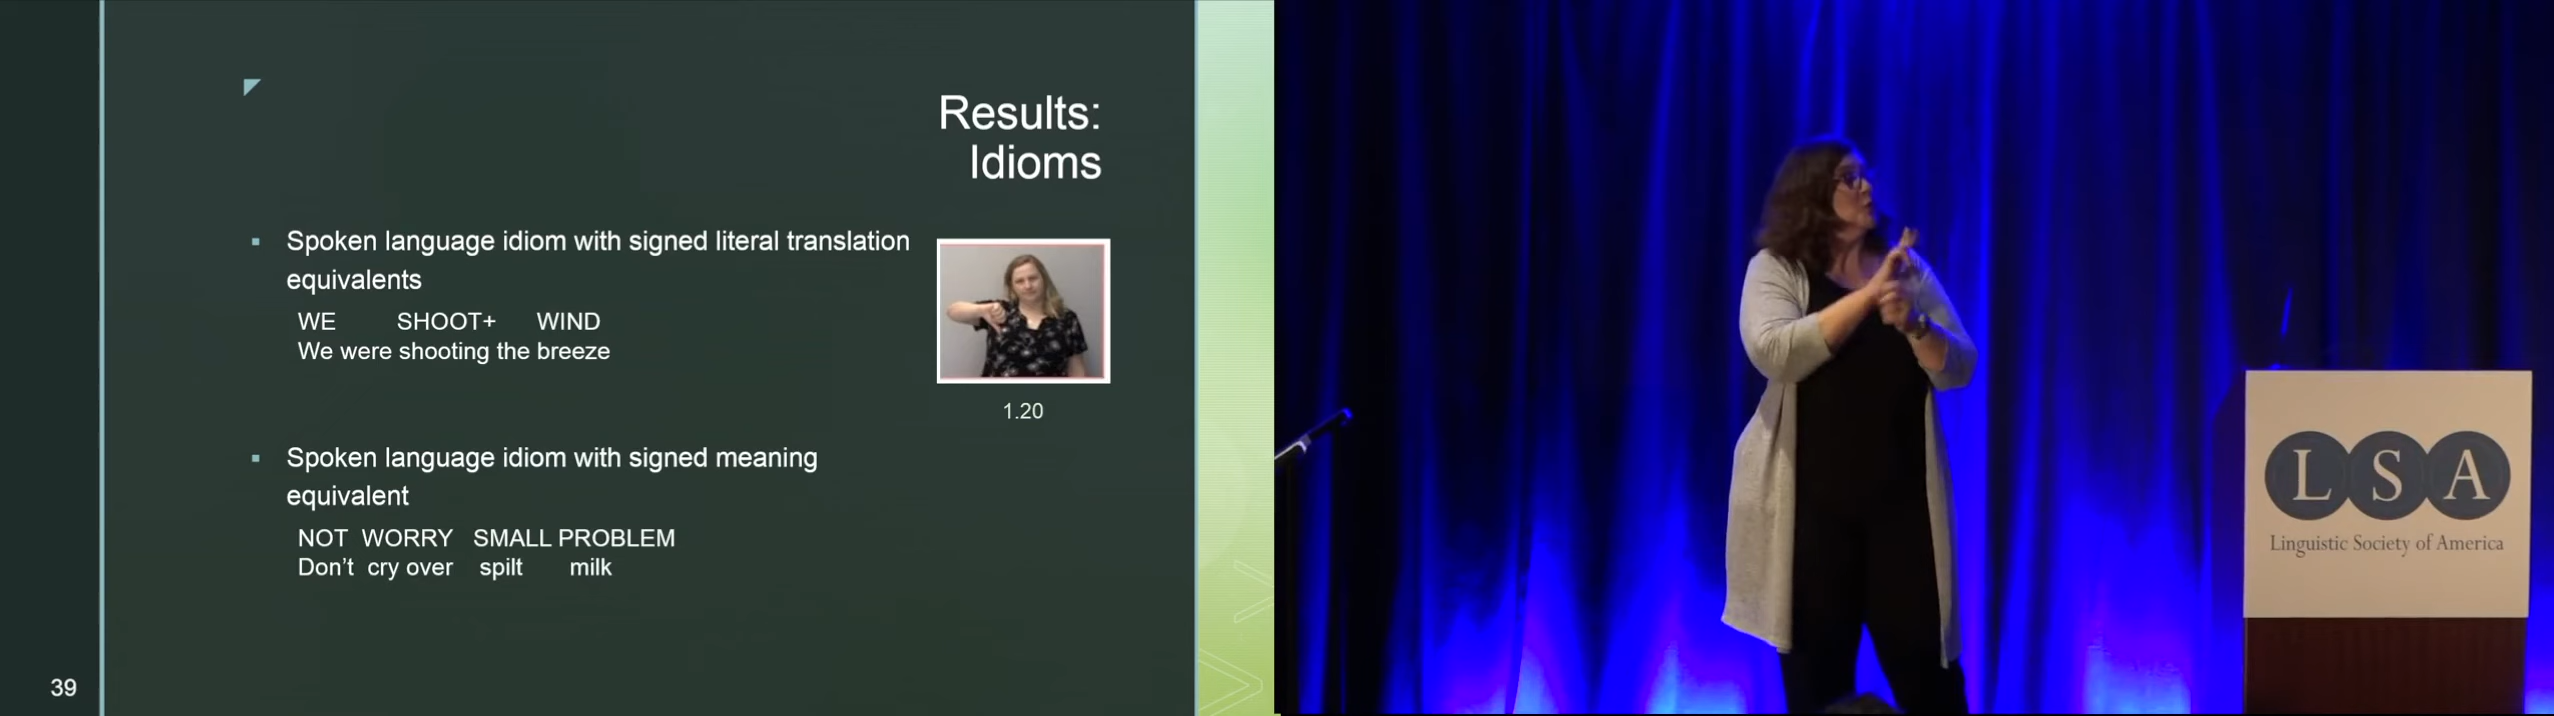 Results:
Idioms
▪ Spoken language idiom with signed literal translation
equivalents
WE SHOOT+ WIND
We were shooting the breeze
1.20
▪ Spoken language idiom with signed meaning
equivalent
NOT WORRY SMALL PROBLEM
Don't cry over spilt milk
39
L S A
Linguistic Society of America